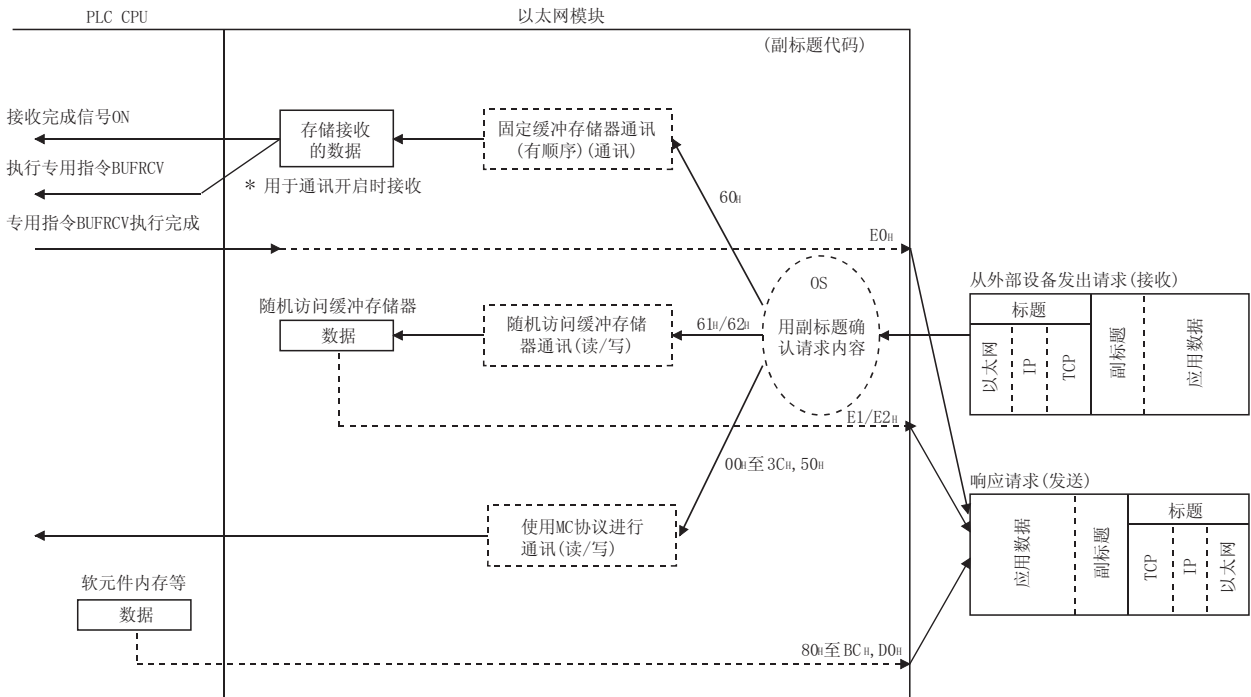 PLC CPU
以太网模块
(副标题代码)
接收完成信号ON
存储接收
的数据
固定缓冲存储器通讯
(有顺序)(通讯)
执行专用指令BUFRCV
* 用于通讯开启时接收
60H
专用指令BUFRCV执行完成
E0H
OS
用副标题确
认请求内容
从外部设备发出请求(接收)
标题
以太网
IP
TCP
副标题
应用数据
随机访问缓冲存储器
数据
随机访问缓冲存储
器通讯(读/写)
61H/62H
E1/E2H
00H至3CH,50H
响应请求(发送)
应用数据
副标题
标题
TCP
IP
以太网
使用MC协议进行
通讯(读/写)
软元件内存等
数据
80H至BCH,D0H